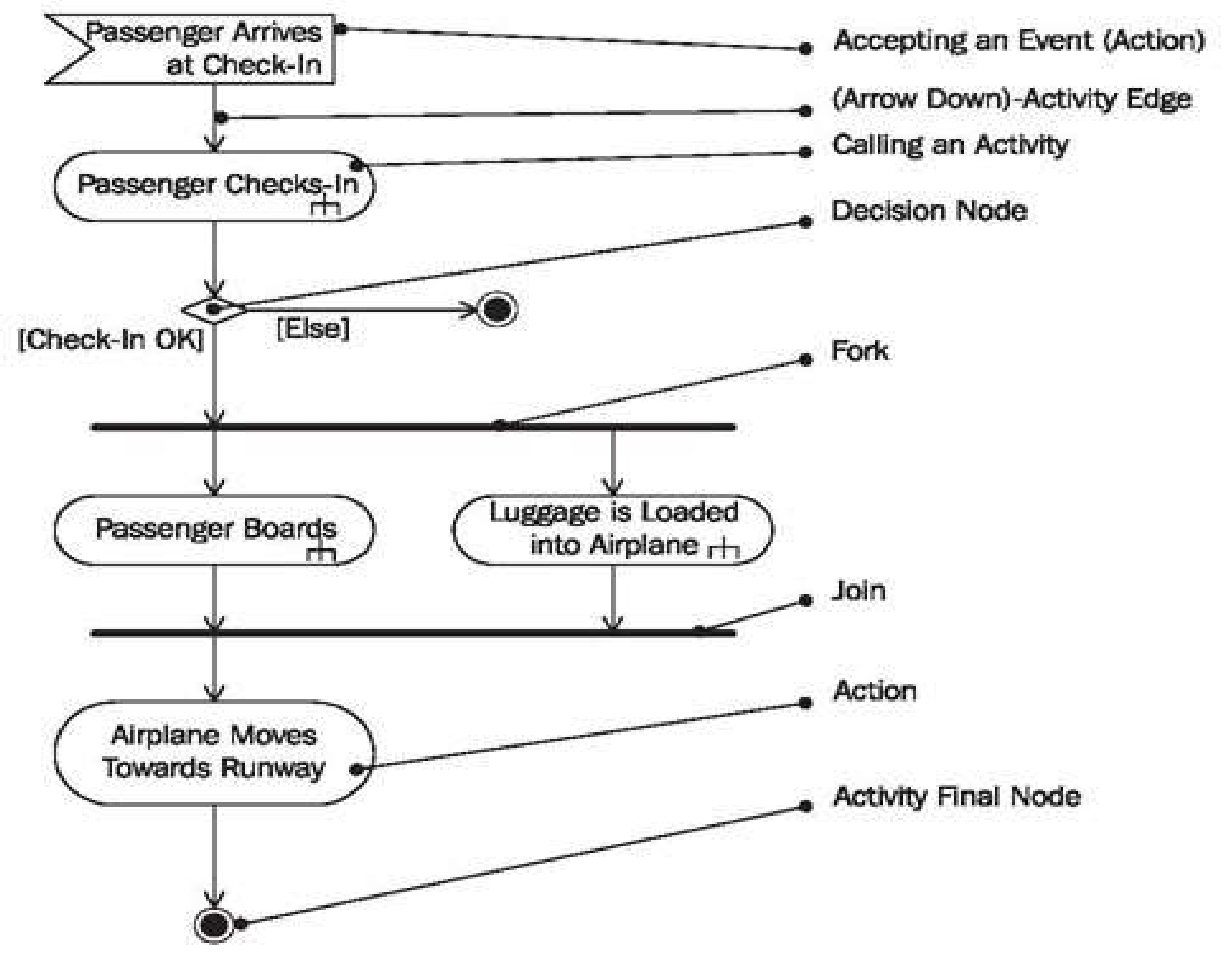 Passenger Arrives
at Check-In
Accepting an Event (Action)
(Arrow Down)-Activity Edge
Calling an Activity
Passenger Checks-In
Decision Node
[Check-In OK]
[Else]
Fork
Passenger Boards
Luggage is Loaded
into Airplane
Join
Action
Airplane Moves
Towards Runway
Activity Final Node